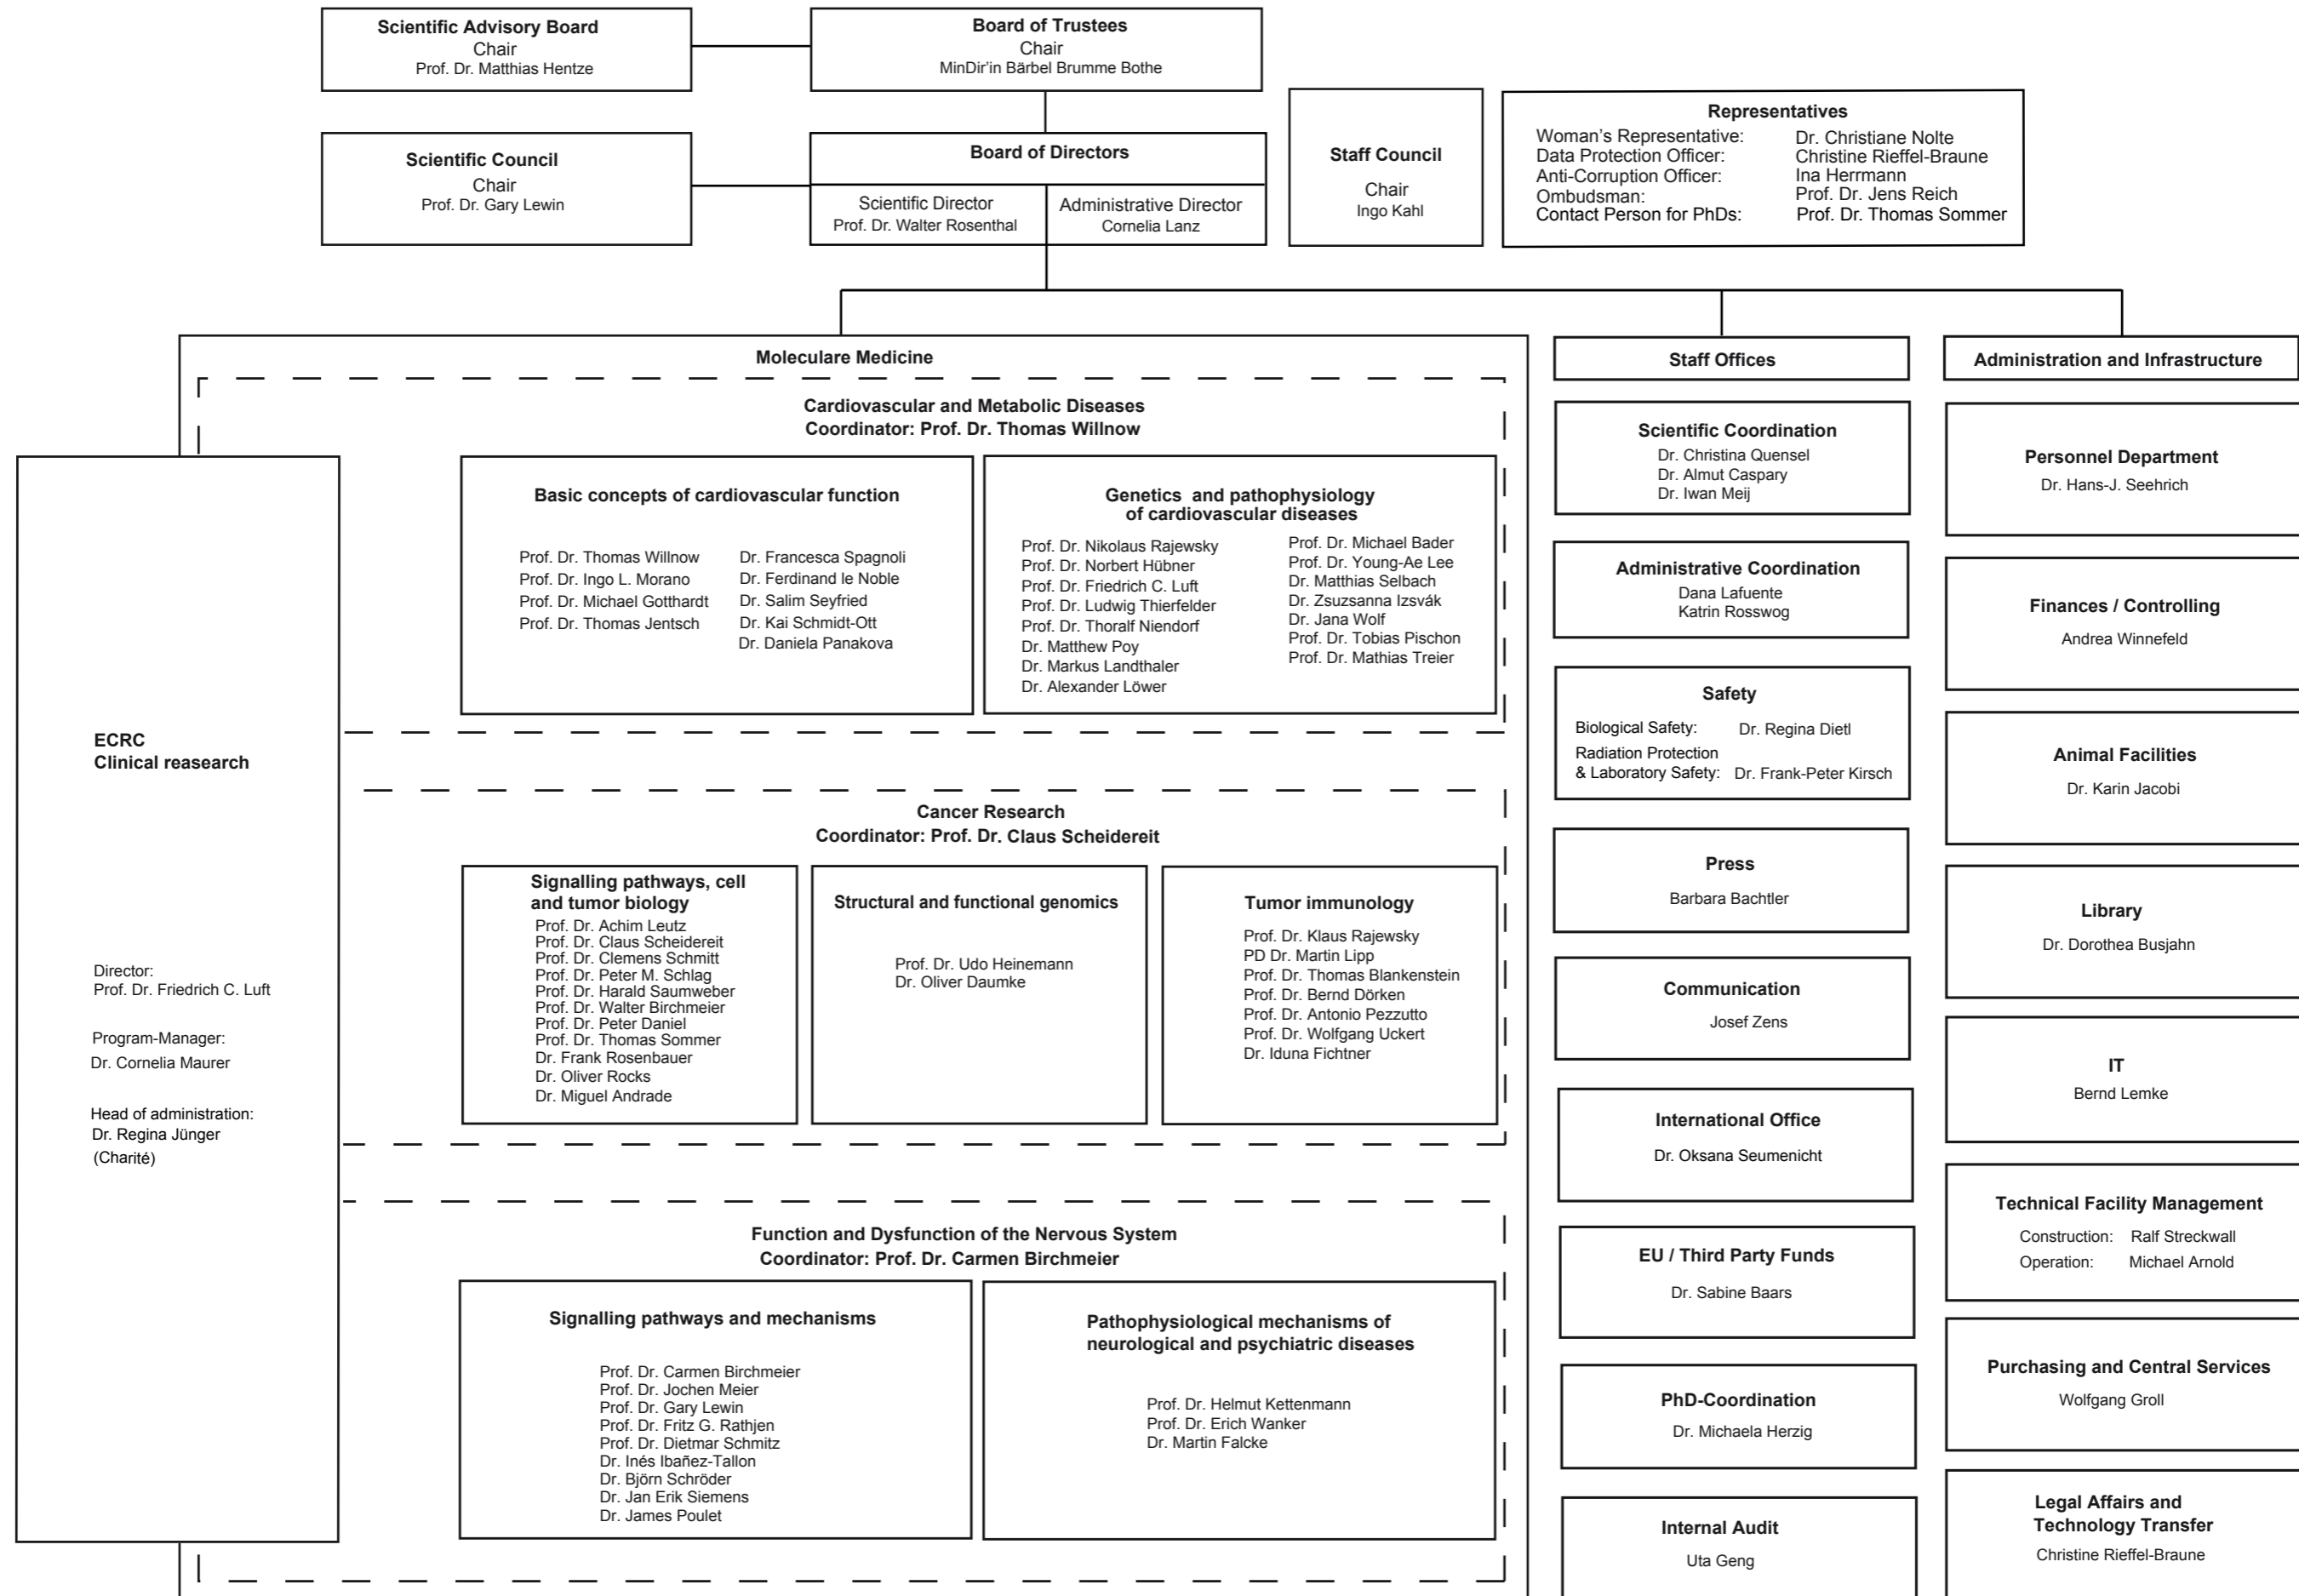 Scientific Advisory Board
Chair
Prof. Dr. Matthias Hentze
Board of Trustees
Chair
MinDir'in Bärbel Brumme Bothe
Scientific Council
Chair
Prof. Dr. Gary Lewin
Board of Directors
Scientific Director
Prof. Dr. Walter Rosenthal
Administrative Director
Cornelia Lanz
Staff Council
Chair
Ingo Kahl
Representatives
Woman's Representative: Dr. Christiane Nolte
Data Protection Officer: Christine Rieffel-Braune
Anti-Corruption Officer: Ina Herrmann
Ombudsman: Prof. Dr. Jens Reich
Contact Person for PhDs: Prof. Dr. Thomas Sommer
Moleculare Medicine
ECRC
Clinical reasearch
Director:
Prof. Dr. Friedrich C. Luft
Program-Manager:
Dr. Cornelia Maurer
Head of administration:
Dr. Regina Jünger
(Charité)
Cardiovascular and Metabolic Diseases
Coordinator: Prof. Dr. Thomas Willnow
Basic concepts of cardiovascular function
Prof. Dr. Thomas Willnow
Prof. Dr. Ingo L. Morano
Prof. Dr. Michael Gotthardt
Prof. Dr. Thomas Jentsch
Dr. Francesca Spagnoli
Dr. Ferdinand le Noble
Dr. Salim Seyfried
Dr. Kai Schmidt-Ott
Dr. Daniela Panakova
Genetics and pathophysiology
of cardiovascular diseases
Prof. Dr. Nikolaus Rajewsky
Prof. Dr. Norbert Hübner
Prof. Dr. Friedrich C. Luft
Prof. Dr. Ludwig Thierfelder
Prof. Dr. Thoralf Niendorf
Dr. Matthew Poy
Dr. Markus Landthaler
Dr. Alexander Löwer
Prof. Dr. Michael Bader
Prof. Dr. Young-Ae Lee
Dr. Matthias Selbach
Dr. Zsuzsanna Izsvák
Dr. Jana Wolf
Prof. Dr. Tobias Pischon
Prof. Dr. Mathias Treier
Cancer Research
Coordinator: Prof. Dr. Claus Scheidereit
Signalling pathways, cell
and tumor biology
Prof. Dr. Achim Leutz
Prof. Dr. Claus Scheidereit
Prof. Dr. Clemens Schmitt
Prof. Dr. Peter M. Schlag
Prof. Dr. Harald Saumweber
Prof. Dr. Walter Birchmeier
Prof. Dr. Peter Daniel
Prof. Dr. Thomas Sommer
Dr. Frank Rosenbauer
Dr. Oliver Rocks
Dr. Miguel Andrade
Structural and functional genomics
Prof. Dr. Udo Heinemann
Dr. Oliver Daumke
Tumor immunology
Prof. Dr. Klaus Rajewsky
PD Dr. Martin Lipp
Prof. Dr. Thomas Blankenstein
Prof. Dr. Bernd Dörken
Prof. Dr. Antonio Pezzutto
Prof. Dr. Wolfgang Uckert
Dr. Iduna Fichtner
Function and Dysfunction of the Nervous System
Coordinator: Prof. Dr. Carmen Birchmeier
Signalling pathways and mechanisms
Prof. Dr. Carmen Birchmeier
Prof. Dr. Jochen Meier
Prof. Dr. Gary Lewin
Prof. Dr. Fritz G. Rathjen
Prof. Dr. Dietmar Schmitz
Dr. Inés Ibañez-Tallon
Dr. Björn Schröder
Dr. Jan Erik Siemens
Dr. James Poulet
Pathophysiological mechanisms of
neurological and psychiatric diseases
Prof. Dr. Helmut Kettenmann
Prof. Dr. Erich Wanker
Dr. Martin Falcke
Staff Offices
Scientific Coordination
Dr. Christina Quensel
Dr. Almut Caspary
Dr. Iwan Meij
Administrative Coordination
Dana Lafuente
Katrin Rosswog
Safety
Biological Safety: Dr. Regina Dietl
Radiation Protection
& Laboratory Safety: Dr. Frank-Peter Kirsch
Press
Barbara Bachtler
Communication
Josef Zens
International Office
Dr. Oksana Seumenicht
EU / Third Party Funds
Dr. Sabine Baars
PhD-Coordination
Dr. Michaela Herzig
Internal Audit
Uta Geng
Administration and Infrastructure
Personnel Department
Dr. Hans-J. Seehrich
Finances / Controlling
Andrea Winnefeld
Animal Facilities
Dr. Karin Jacobi
Library
Dr. Dorothea Busjahn
IT
Bernd Lemke
Technical Facility Management
Construction: Ralf Streckwall
Operation: Michael Arnold
Purchasing and Central Services
Wolfgang Groll
Legal Affairs and
Technology Transfer
Christine Rieffel-Braune